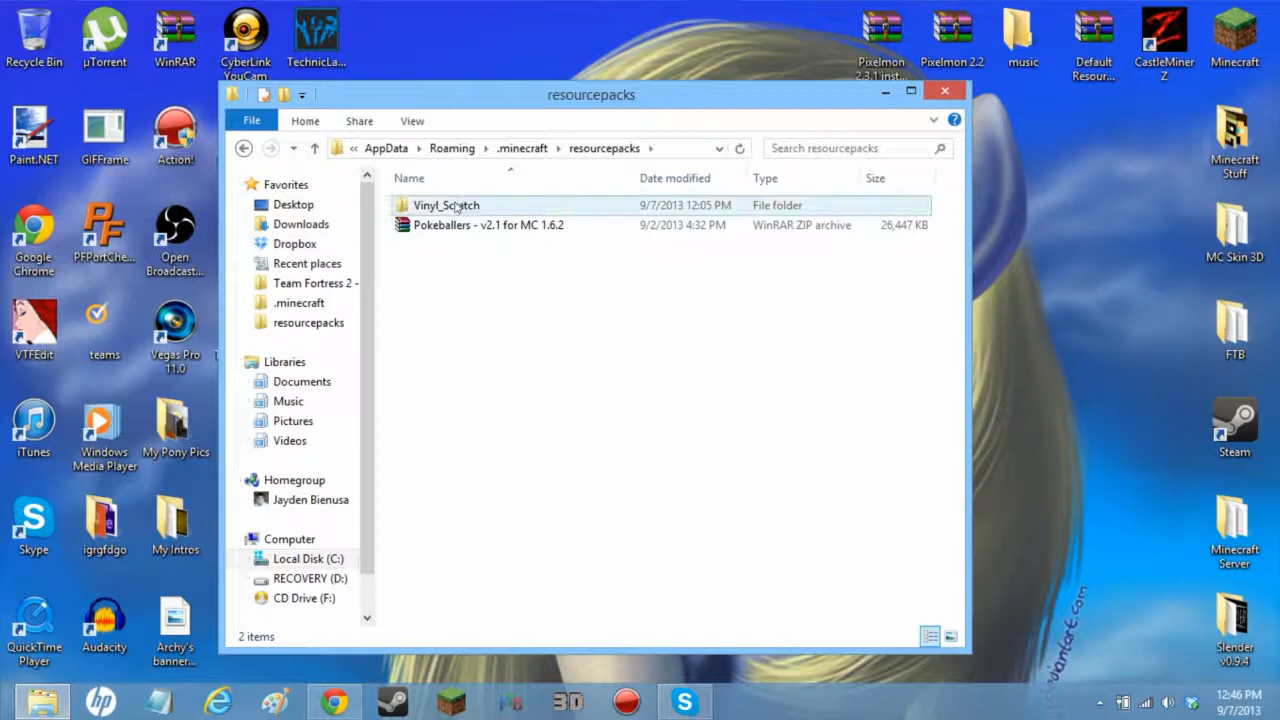 Recycle Bin
µTorrent
WinRAR
CyberLink
YouCam
TechnicLa...
Pixelmon
2.3.1 inst...
Pixelmon 2.2
music
Default
Resour...
CastleMiner
Z
Minecraft
resourcepacks
File
Home
Share
View
« AppData Roaming .minecraft resourcepacks
Search resourcepacks
Name
Date modified
Type
Size
Vinyl_Scratch
9/7/2013 12:05 PM
File folder
Pokeballers - v2.1 for MC 1.6.2
9/2/2013 4:32 PM
WinRAR ZIP archive
26,447 KB
Favorites
Desktop
Downloads
Dropbox
Recent places
Team Fortress 2 -
.minecraft
resourcepacks
Libraries
Documents
Music
Pictures
Videos
Homegroup
Jayden Bienusa
Computer
Local Disk (C:)
RECOVERY (D:)
CD Drive (F:)
2 items
Paint.NET
GIFFrame
Action!
Google
Chrome
PFPortChe...
Open
Broadcast...
VTFEdit
teams
Vegas Pro
11.0
iTunes
Windows
Media Player
My Pony Pics
Skype
igrgfdgo
My Intros
QuickTime
Player
Audacity
Archy's
banner...
Minecraft
Stuff
MC Skin 3D
FTB
Steam
Minecraft
Server
Slender
v0.9.4
3D
12:46 PM
9/7/2013